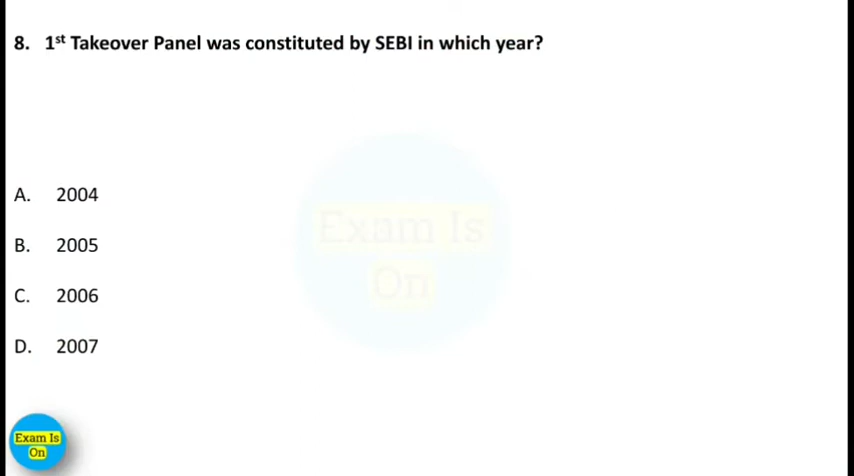 8. 1st Takeover Panel was constituted by SEBI in which year?
A. 2004
Exam Is
On
B. 2005
C. 2006
D. 2007
Exam Is
On